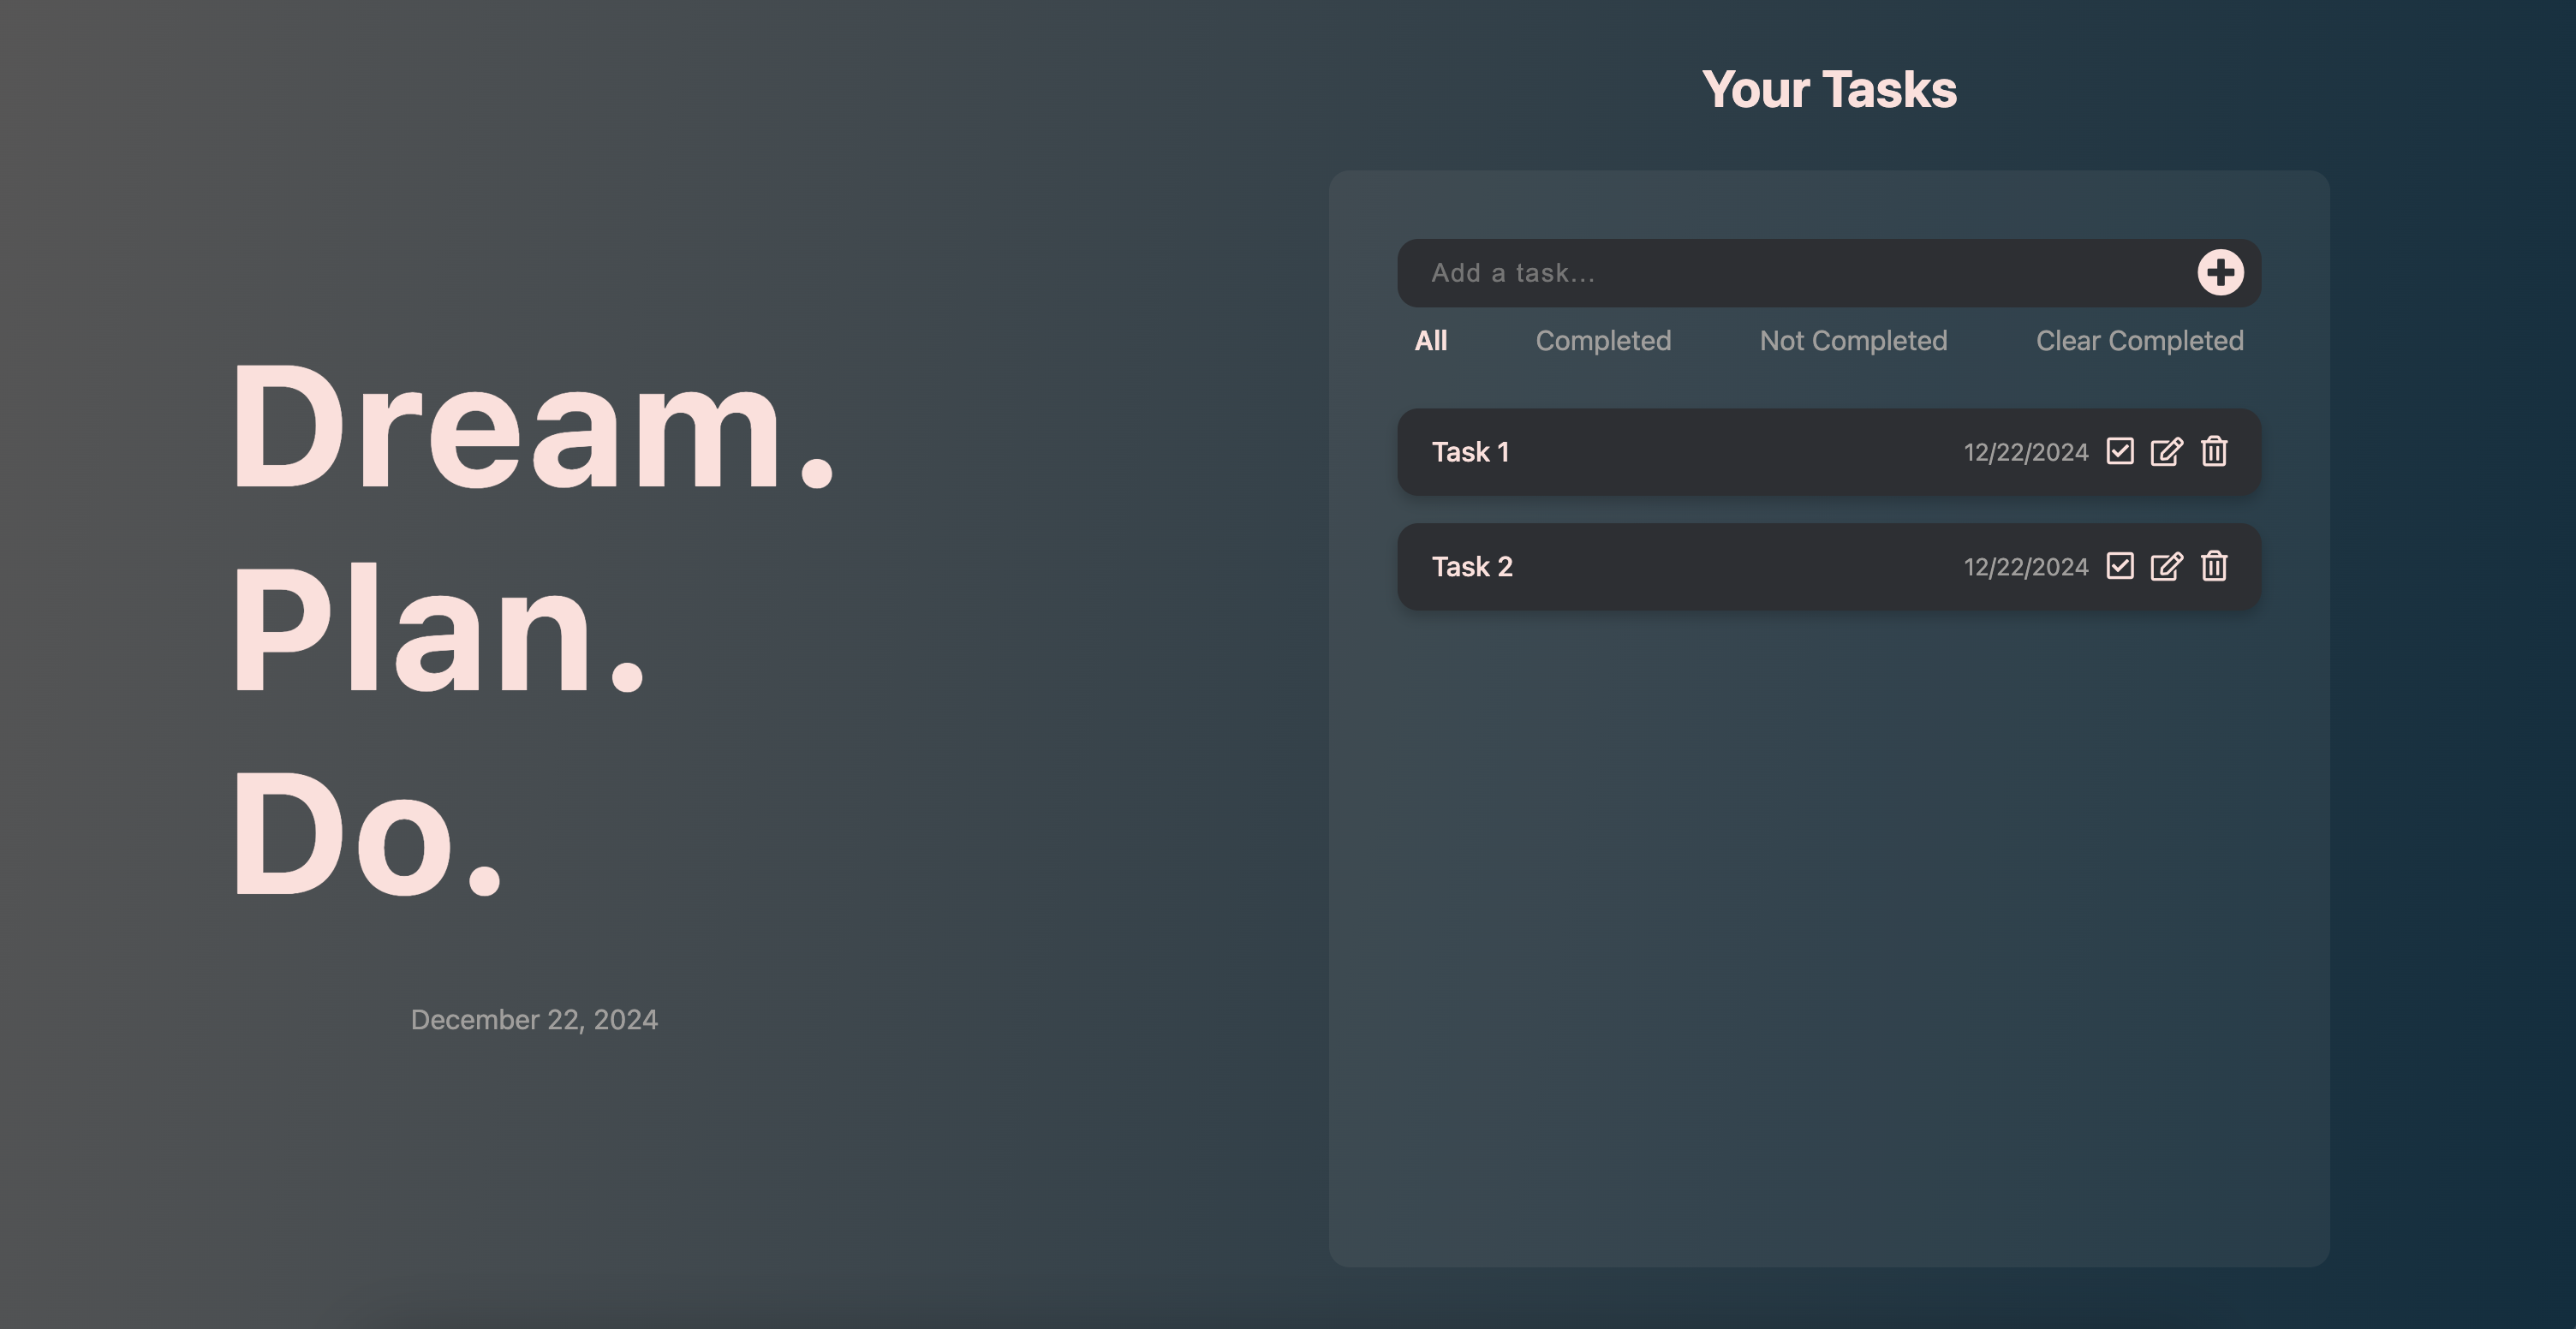 Dream.
Plan.
Do.
December 22, 2024
Your Tasks
Add a task...
All Completed Not Completed Clear Completed
Task 1 12/22/2024
Task 2 12/22/2024